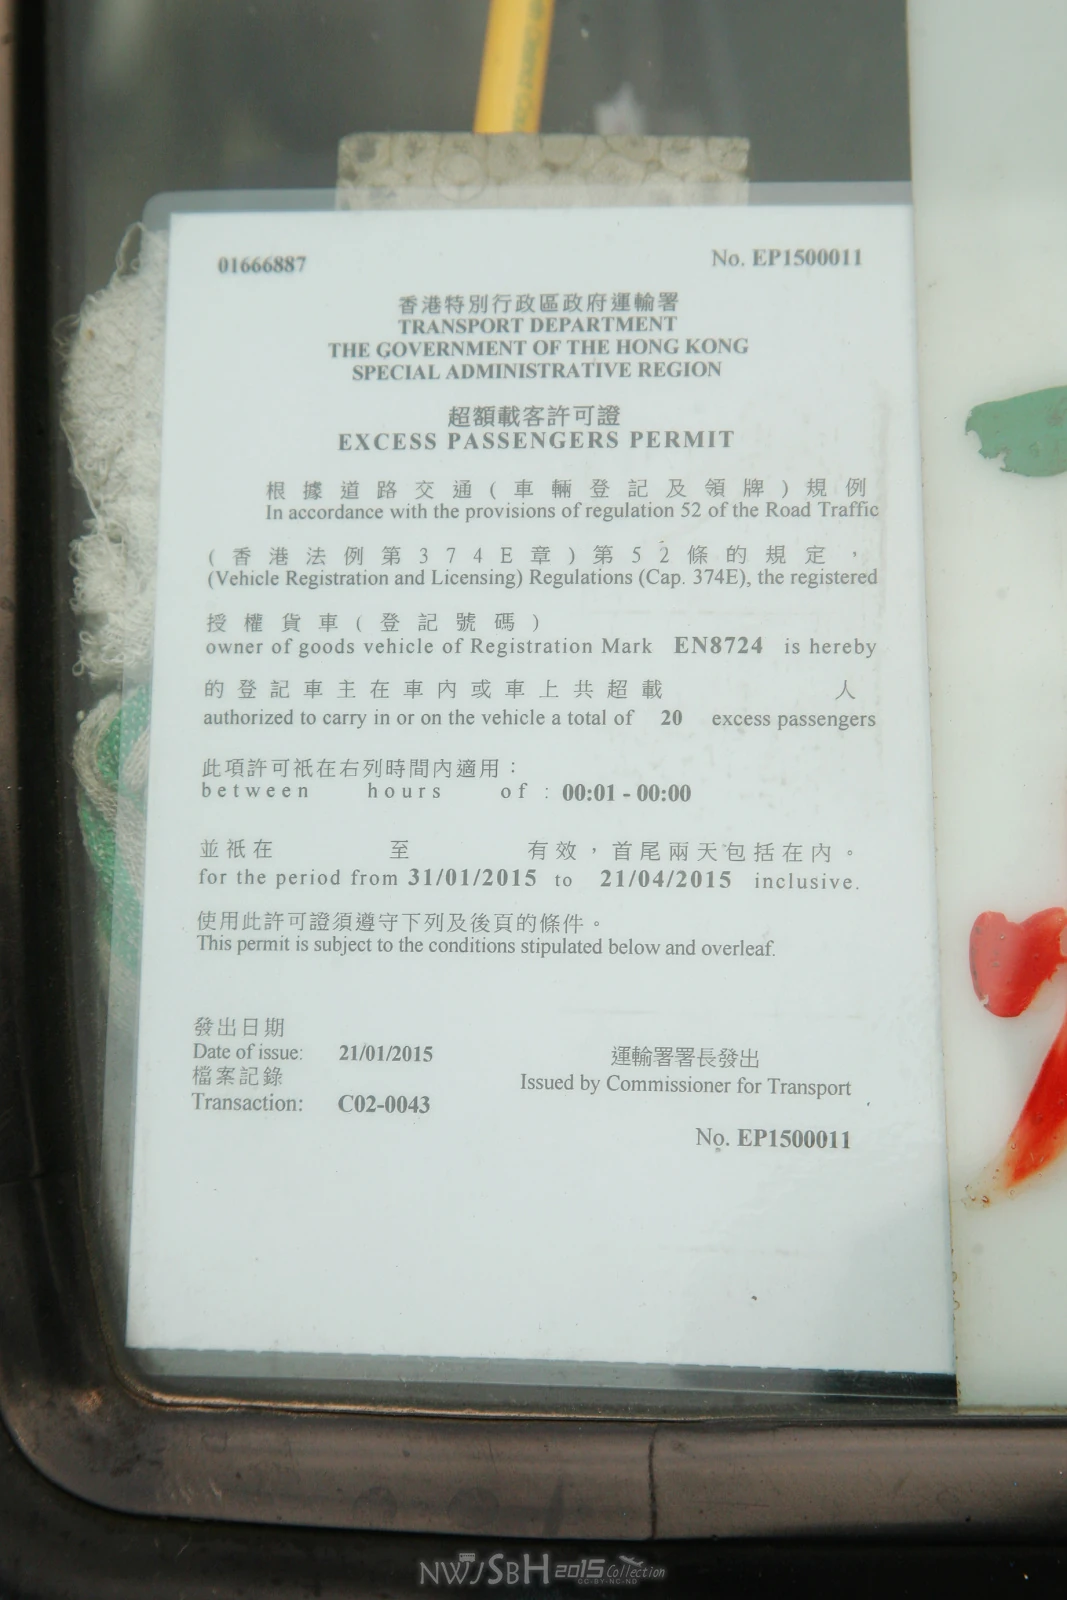 01666887
No. EP1500011
香港特別行政區政府運輸署
TRANSPORT DEPARTMENT
THE GOVERNMENT OF THE HONG KONG
SPECIAL ADMINISTRATIVE REGION
超額載客許可證
EXCESS PASSENGERS PERMIT
根據道路交通(車輛登記及領牌)規例
In accordance with the provisions of regulation 52 of the Road Traffic
(香港法例第374E章)第52條的規定，
(Vehicle Registration and Licensing) Regulations (Cap. 374E), the registered
授權貨車(登記號碼)
owner of goods vehicle of Registration Mark EN8724 is hereby
的登記車主在車內或車上共超載 人
authorized to carry in or on the vehicle a total of 20 excess passengers
此項許可祇在右列時間內適用：
between hours of : 00:01 - 00:00
並祇在 至 有效，首尾兩天包括在內。
for the period from 31/01/2015 to 21/04/2015 inclusive.
使用此許可證須遵守下列及後頁的條件。
This permit is subject to the conditions stipulated below and overleaf.
發出日期
Date of issue: 21/01/2015
檔案記錄
Transaction: C02-0043
運輸署署長發出
Issued by Commissioner for Transport
No. EP1500011
NWJSBH 2015 Collection
CC-BY-NC-ND